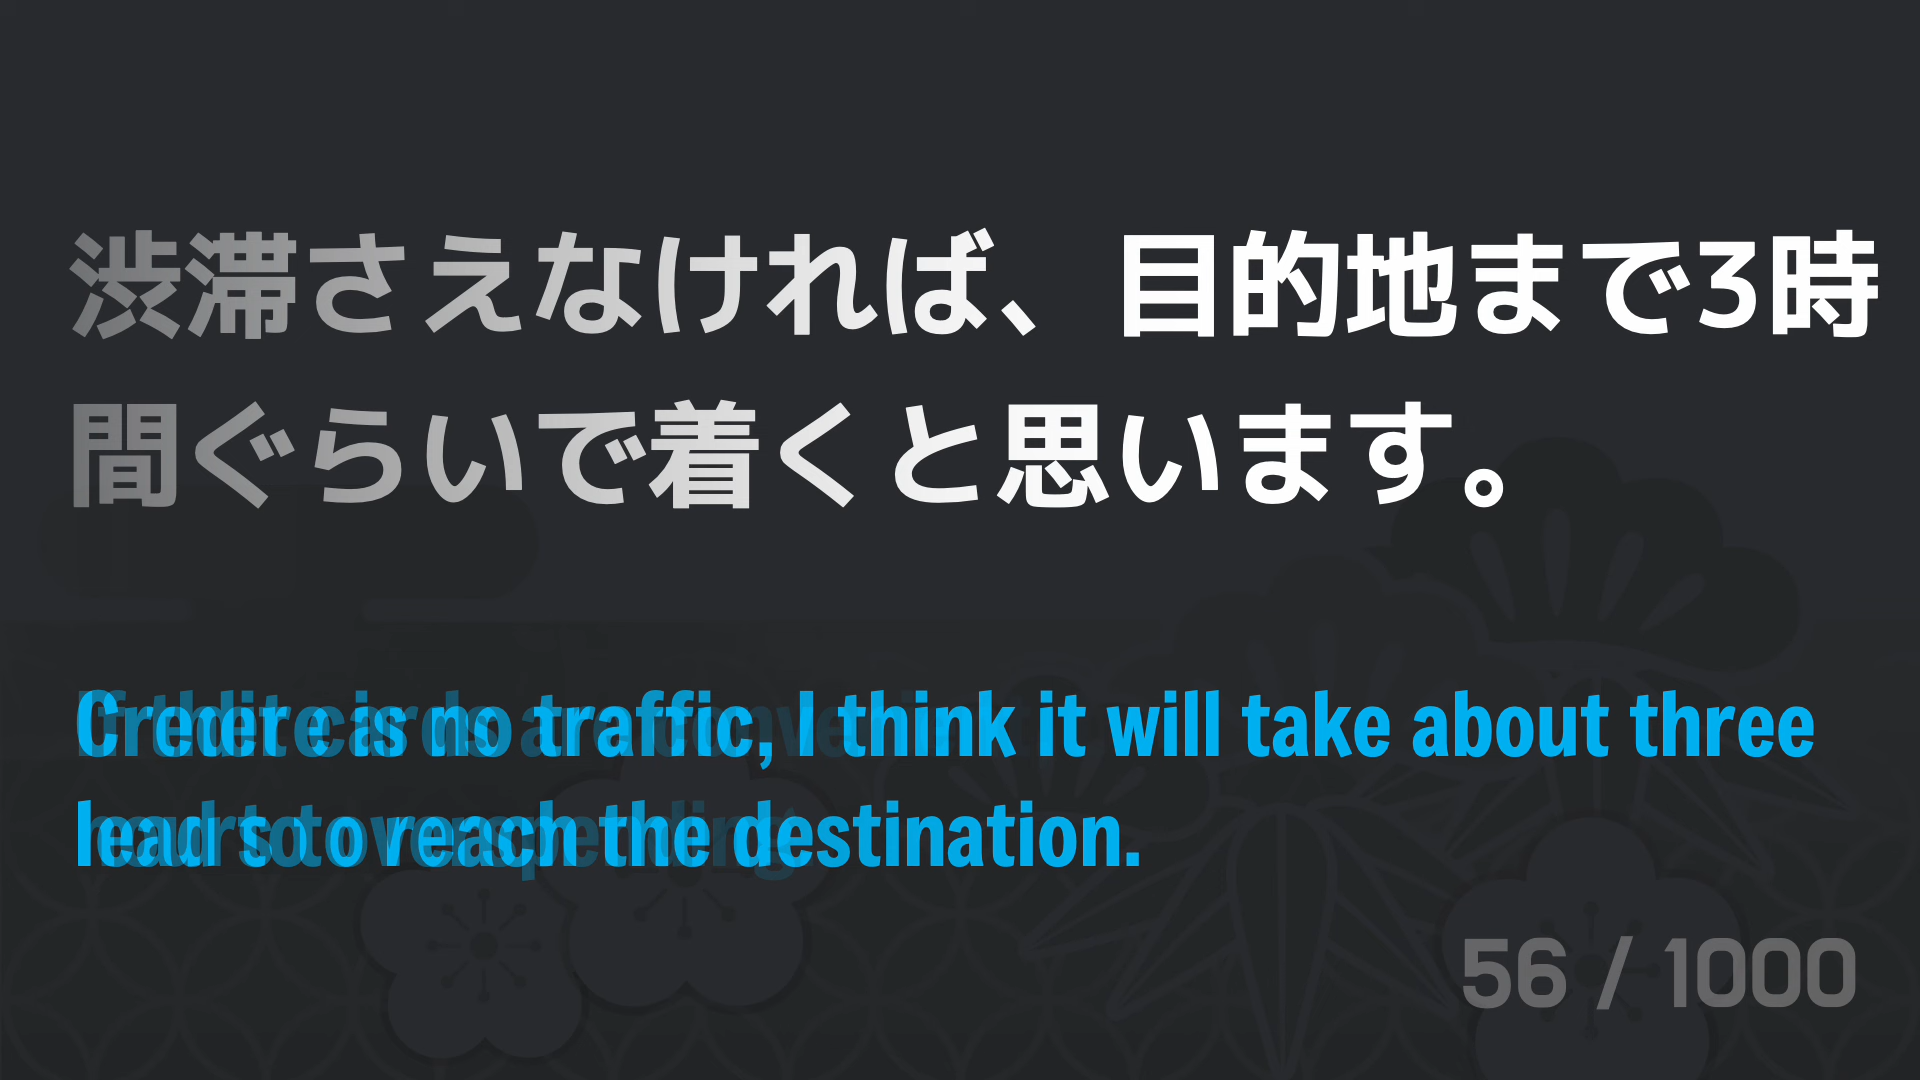 渋滞さえなければ、目的地まで3時
間ぐらいで着くと思います。
If there is no traffic, I think it will take about three
hours to reach the destination.
56 / 1000